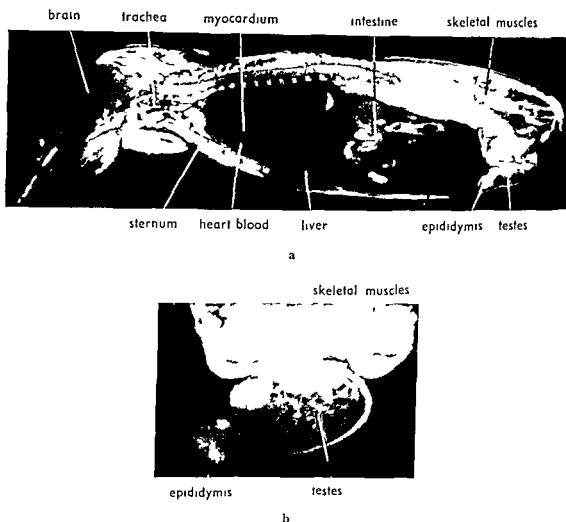 brain trachea myocardium intestine skeletal muscles
sternum heart blood liver epididymis testes
a
skeletal muscles
epididymis testes
b